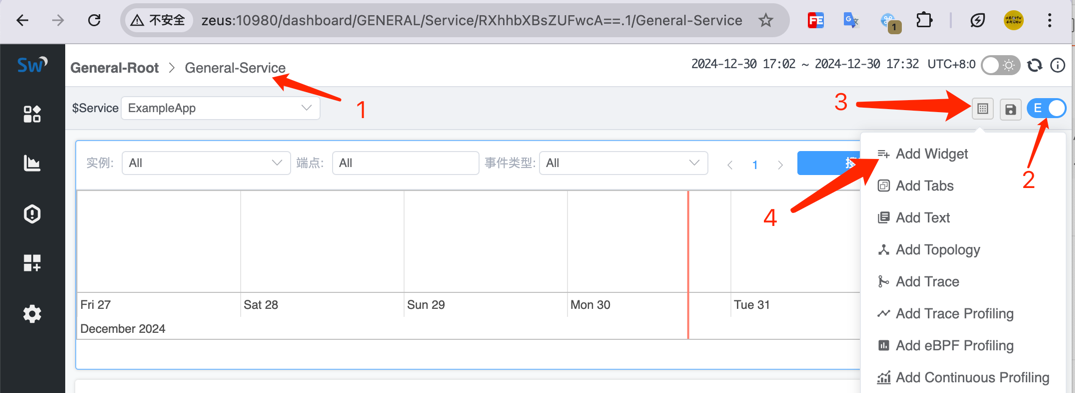 不安全 zeus:10980/dashboard/GENERAL/Service/RXhhbXBsZUFwcA==.1/General-Service
1
Sw
General-Root > General-Service
2024-12-30 17:02 ~ 2024-12-30 17:32 UTC+8:0
1
3
$Service ExampleApp
E
实例: All 端点: All 事件类型: All < 1 >
4
2
Add Widget
Add Tabs
Add Text
Add Topology
Add Trace
Add Trace Profiling
Add eBPF Profiling
Add Continuous Profiling
Fri 27 Sat 28 Sun 29 Mon 30 Tue 31
December 2024